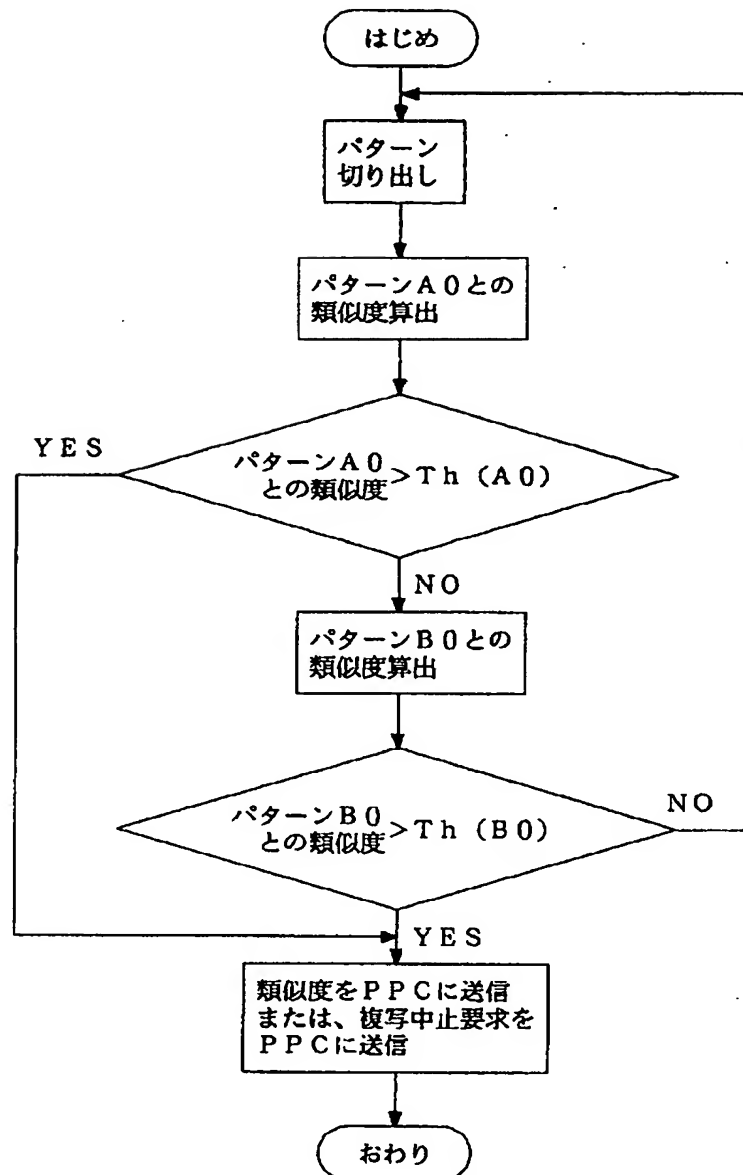 はじめ
パターン
切り出し
パターンA0との
類似度算出
YES
パターンA0
との類似度>Th(A0)
NO
パターンB0との
類似度算出
パターンB0
との類似度>Th(B0)
NO
YES
類似度をPPCに送信
または、複写中止要求を
PPCに送信
おわり